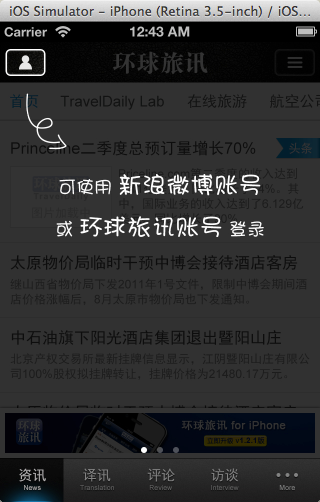 iOS Simulator - iPhone (Retina 3.5-inch) / iOS...
Carrier 12:43 AM
环球旅讯
首页 TravelDaily Lab 在线旅游 航空公
Princeline二季度总预订量增长70% 头条
可使用 新浪微博账号
或 环球旅讯账号 登录
太原物价局临时干预中博会接待酒店客房
继山西省物价局下发2011年1号文件，限制中博会期间酒
店价格涨幅后，8月太原市物价局也下发通知。
中石油旗下阳光酒店集团退出暨阳山庄
北京产权交易所最新挂牌信息显示，江阴暨阳山庄有限公
司100%股权拟挂牌转让，挂牌价格为21480.17万元。
环球旅讯
环球旅讯 for iPhone
立即升级 v1.2.1版
资讯 译讯 评论 访谈
News Translation Review Interview More